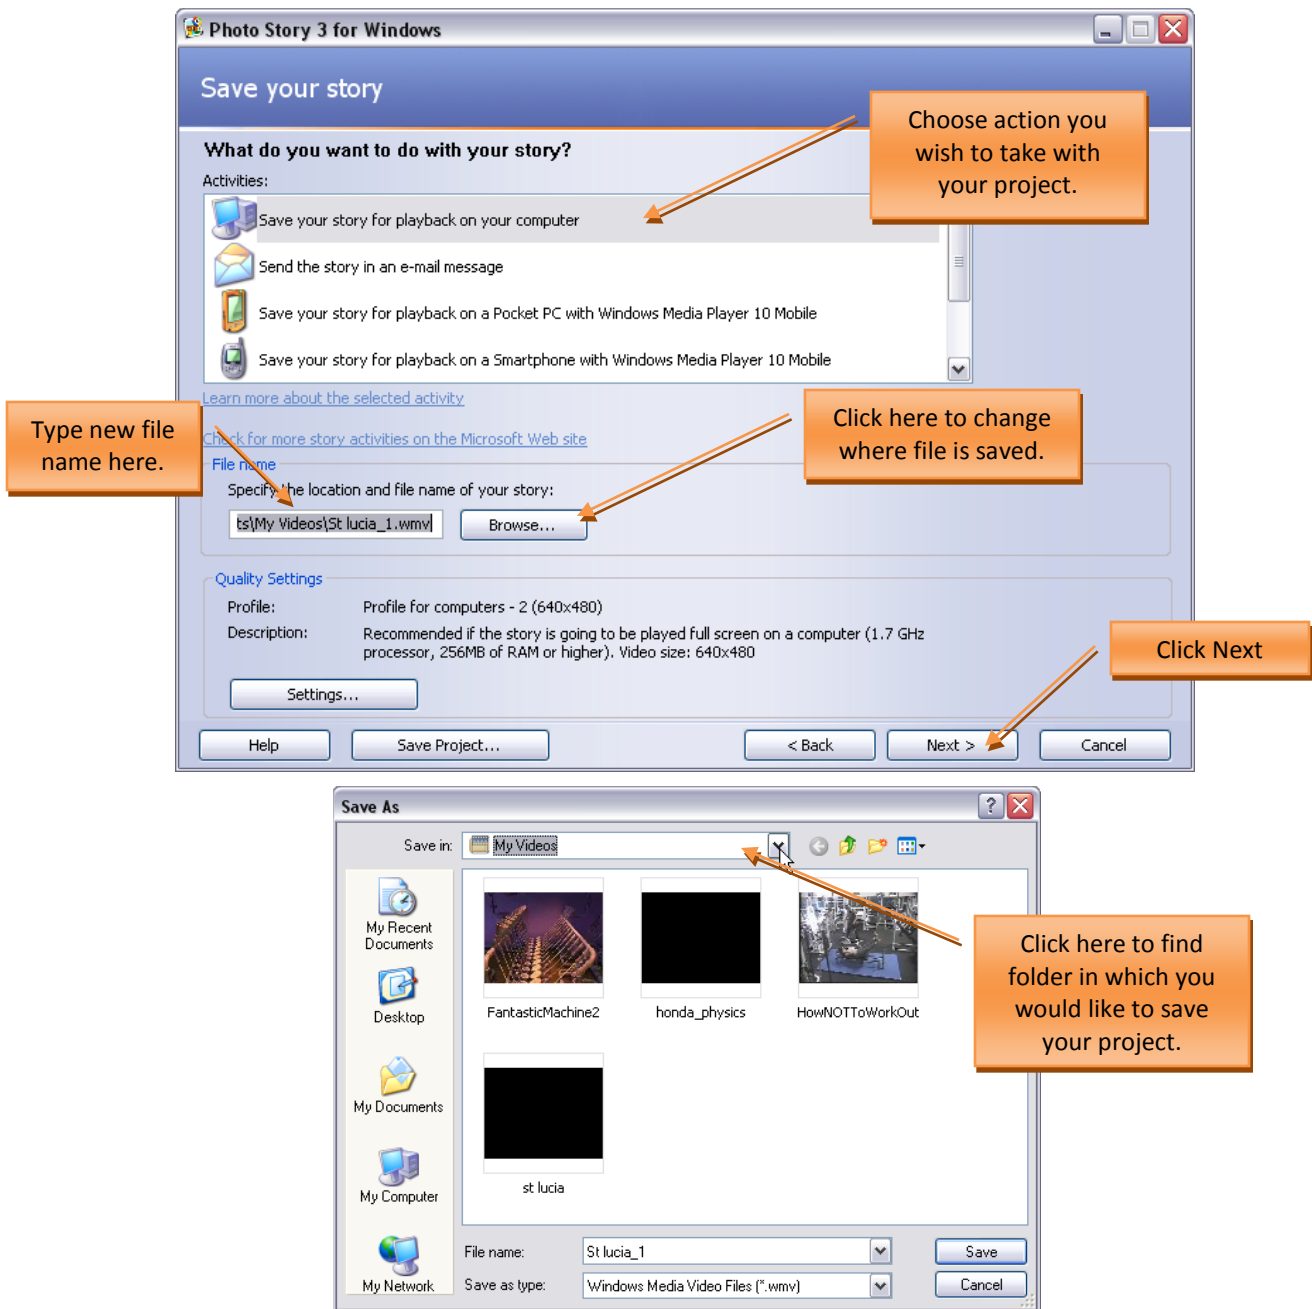 Photo Story 3 for Windows
Save your story
Choose action you
wish to take with
your project.
What do you want to do with your story?
Activities:
Save your story for playback on your computer
Send the story in an e-mail message
Save your story for playback on a Pocket PC with Windows Media Player 10 Mobile
Save your story for playback on a Smartphone with Windows Media Player 10 Mobile
Learn more about the selected activity
Type new file
name here.
Click here to change
where file is saved.
Check for more story activities on the Microsoft Web site
File name
Specify the location and file name of your story:
ts\My Videos\St lucia_1.wmv
Browse...
Quality Settings
Profile: Profile for computers - 2 (640x480)
Description: Recommended if the story is going to be played full screen on a computer (1.7 GHz
processor, 256MB of RAM or higher). Video size: 640x480
Click Next
Settings...
Help Save Project... < Back Next > Cancel
Save As
Save in: My Videos
My Recent
Documents
Desktop
My Documents
My Computer
My Network
FantasticMachine2 honda_physics HowNOTToWorkOut
st lucia
Click here to find
folder in which you
would like to save
your project.
File name: St lucia_1 Save
Save as type: Windows Media Video Files (*.wmv) Cancel